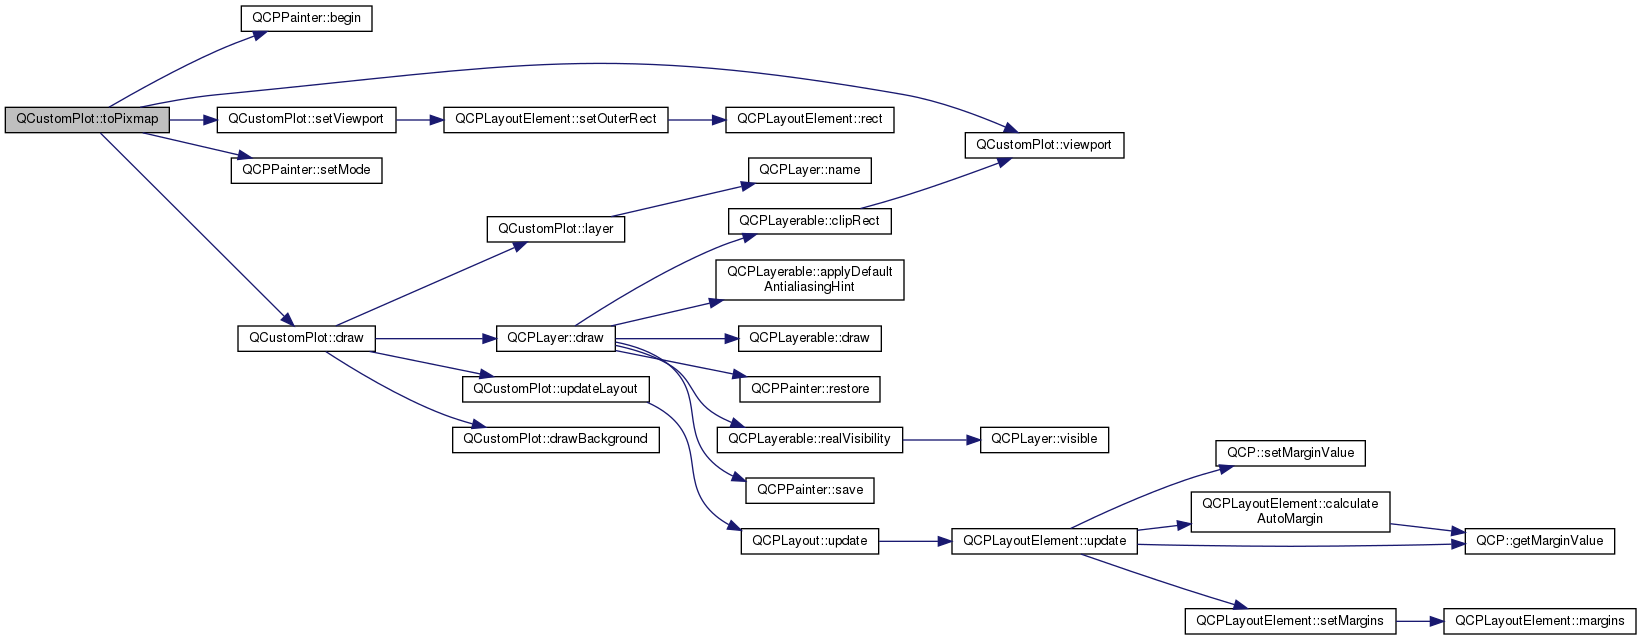 QCPPainter::begin
QCustomPlot::toPixmap
QCustomPlot::setViewport
QCPLayoutElement::setOuterRect
QCPLayoutElement::rect
QCustomPlot::viewport
QCPPainter::setMode
QCPLayer::name
QCustomPlot::layer
QCPLayerable::clipRect
QCPLayerable::applyDefault
AntialiasingHint
QCustomPlot::draw
QCPLayer::draw
QCPLayerable::draw
QCustomPlot::updateLayout
QCPPainter::restore
QCustomPlot::drawBackground
QCPLayerable::realVisibility
QCPLayer::visible
QCP::setMarginValue
QCPPainter::save
QCPLayoutElement::calculate
AutoMargin
QCPLayout::update
QCPLayoutElement::update
QCP::getMarginValue
QCPLayoutElement::setMargins
QCPLayoutElement::margins